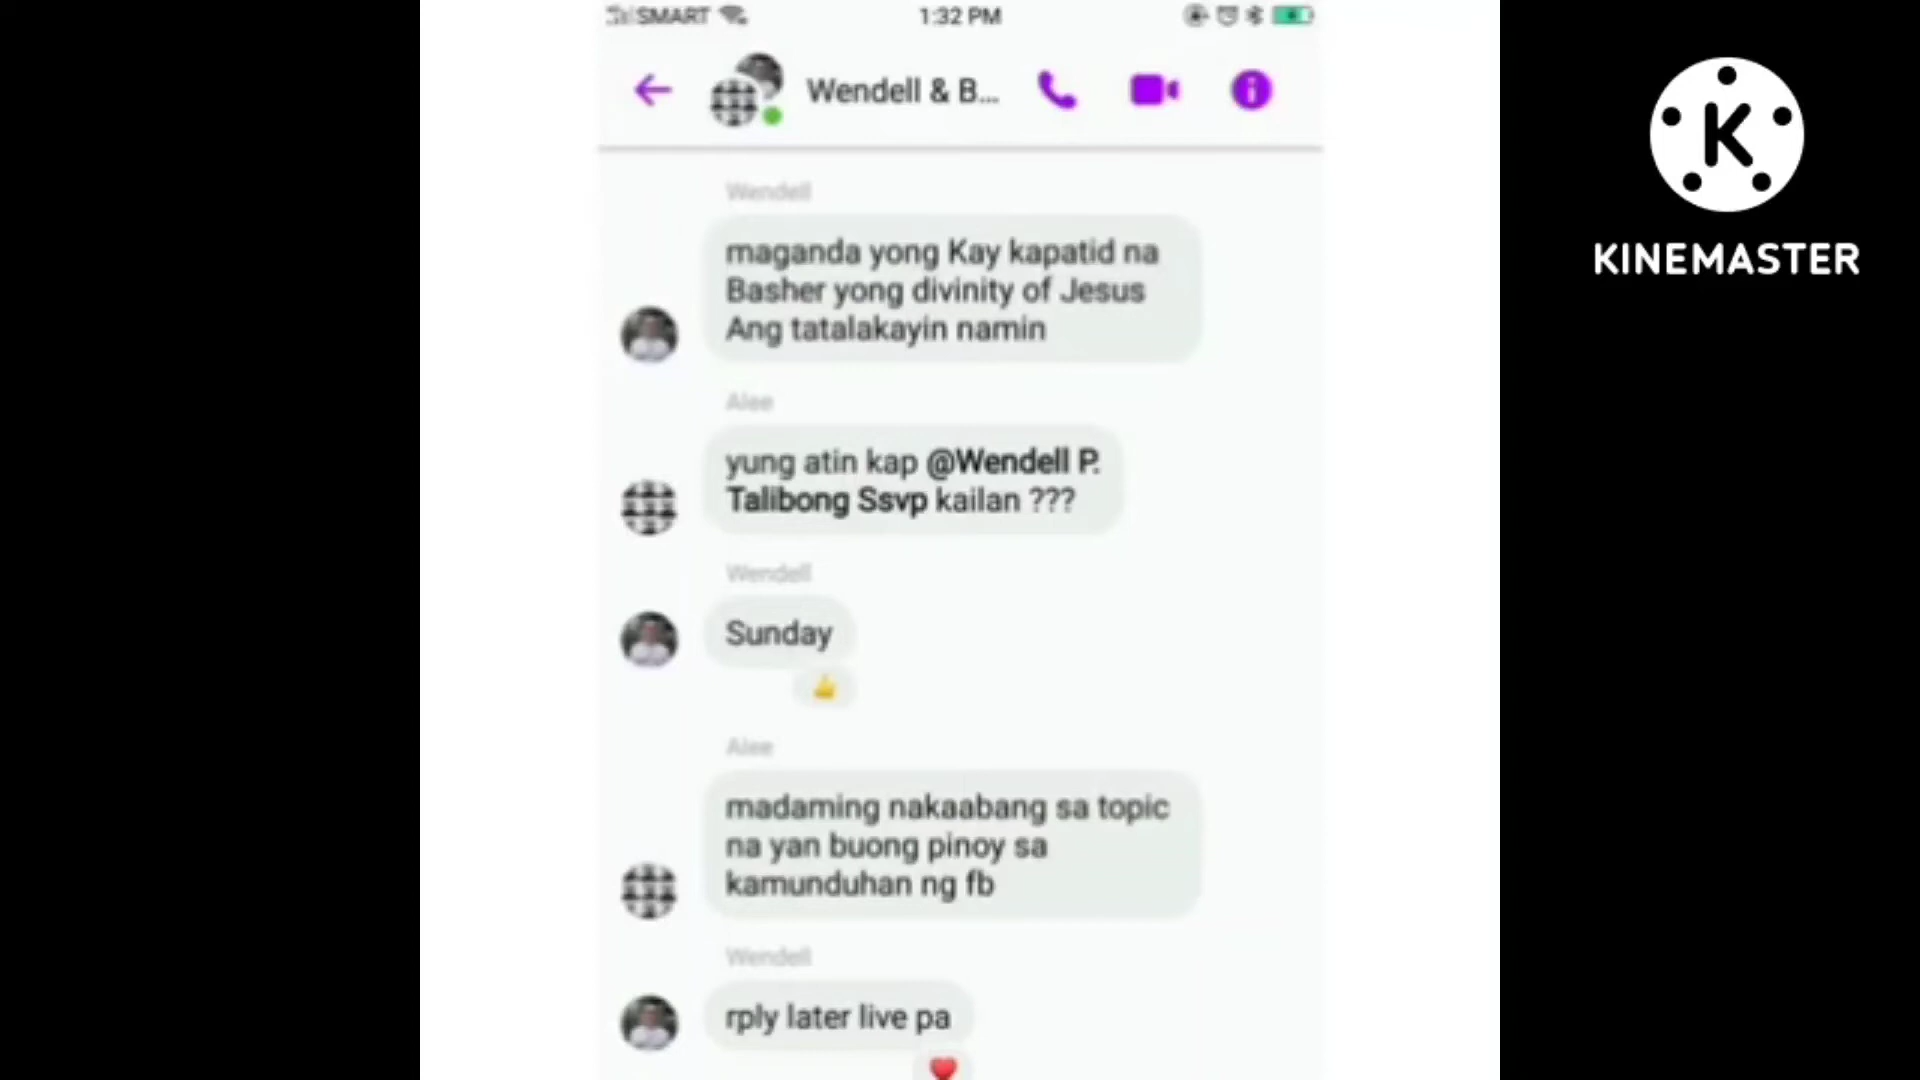 SMART
1:32 PM
Wendell & B...
Wendell
maganda yong Kay kapatid na
Basher yong divinity of Jesus
Ang tatalakayin namin
Alee
yung atin kap @Wendell P.
Talibong Ssvp kailan ???
Wendell
Sunday
Alee
madaming nakaabang sa topic
na yan buong pinoy sa
kamunduhan ng fb
Wendell
rply later live pa
K
KINEMASTER